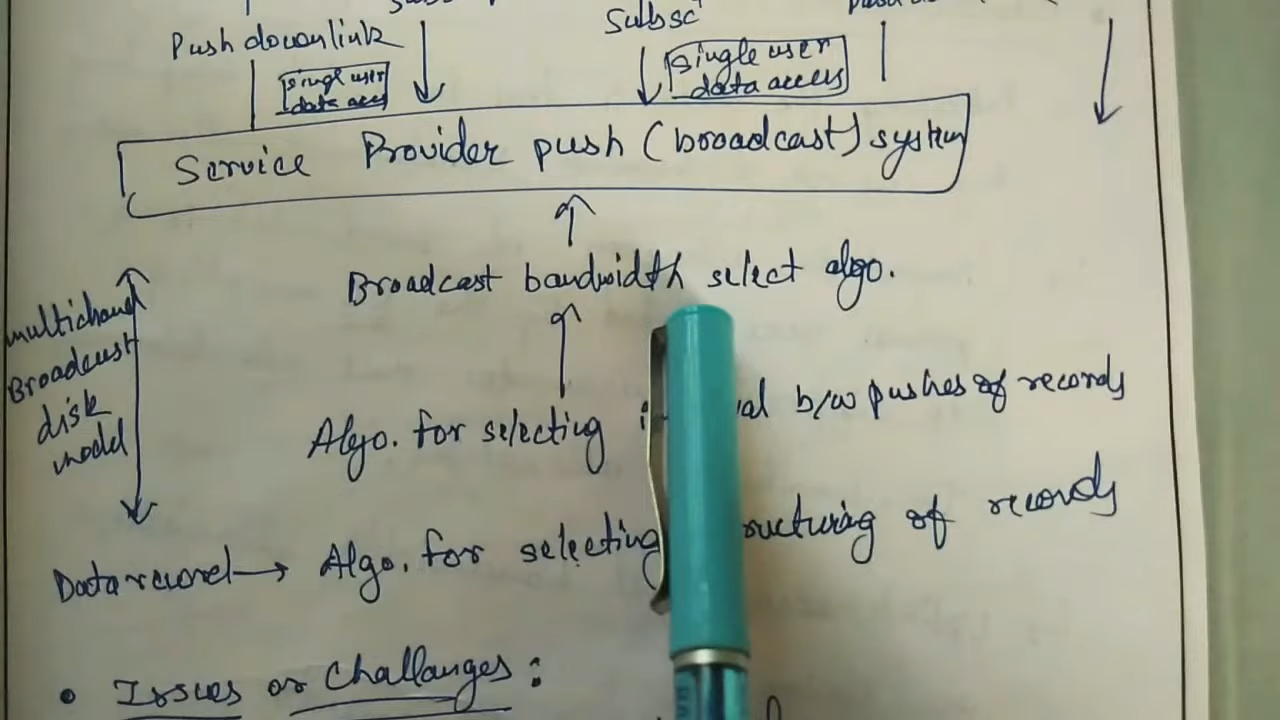 Push downlink
Subsc
single user
data access
single user
data access
Service Provider push (broadcast) system
Broadcast bandwidth select algo.
multichannel
Broadcast
disk
model
Algo. for selecting b/w pushes of records
Data record → Algo. for selecting of records
• Issues or Challanges :